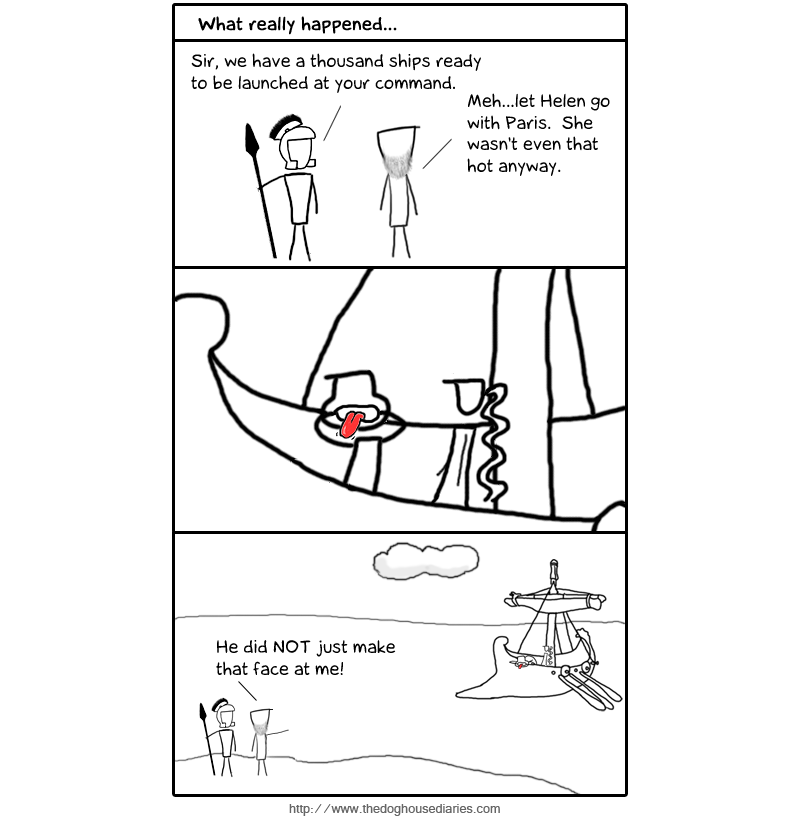 What really happened...
Sir, we have a thousand ships ready
to be launched at your command.
Meh...let Helen go
with Paris. She
wasn't even that
hot anyway.
He did NOT just make
that face at me!
http://www.thedoghousediaries.com